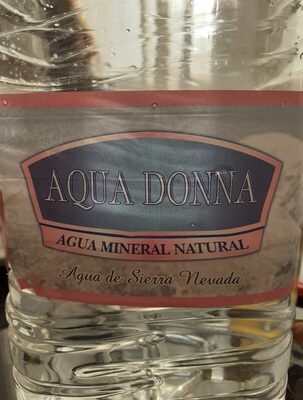 AQUA DONNA
AGUA MINERAL NATURAL
Agua de Sierra Nevada